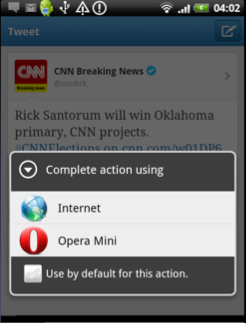 04:02
Tweet
CNN
Breaking News
CNN Breaking News
@cnnbrk
Rick Santorum will win Oklahoma
primary, CNN projects.
#CNNElections on.cnn.com/w01DP6
Complete action using
Internet
Opera Mini
Use by default for this action.